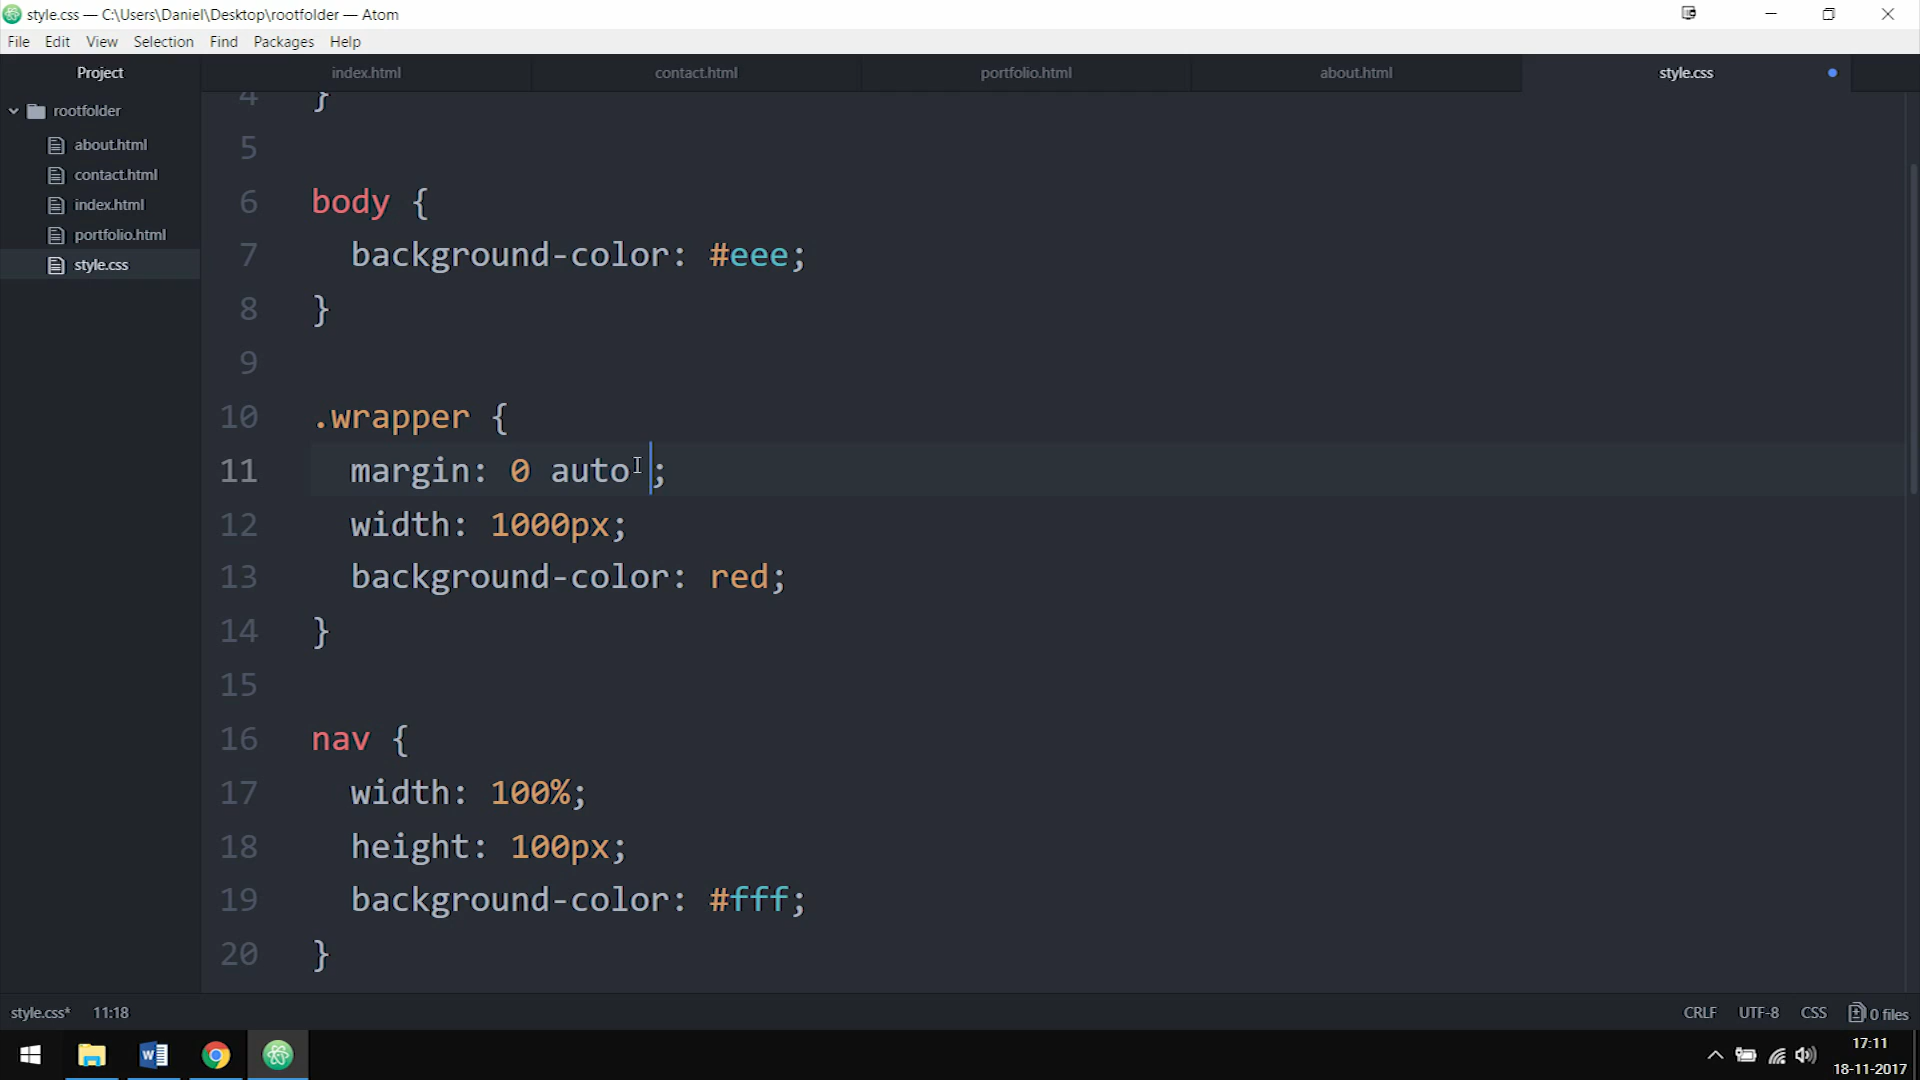 style.css — C:\Users\Daniel\Desktop\rootfolder — Atom
File Edit View Selection Find Packages Help
Project
rootfolder
about.html
contact.html
index.html
portfolio.html
style.css
index.html contact.html portfolio.html about.html style.css
4 }
5
6 body {
7 background-color: #eee;
8 }
9
10 .wrapper {
11 margin: 0 auto ;
12 width: 1000px;
13 background-color: red;
14 }
15
16 nav {
17 width: 100%;
18 height: 100px;
19 background-color: #fff;
20 }
style.css* 11:18 CRLF UTF-8 CSS 0 files
17:11
18-11-2017